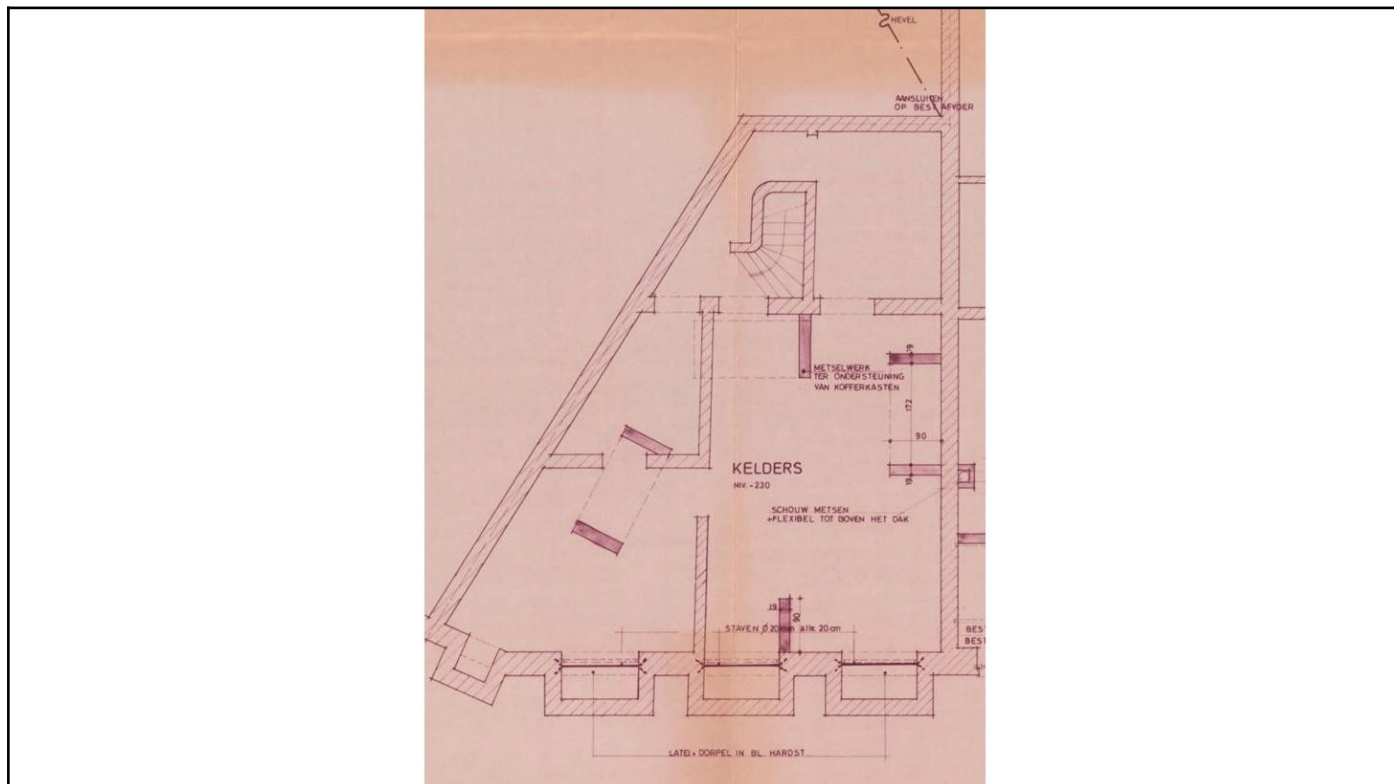 HEVEL
AANSLUITEN
OP BEST AFVOER
METSELWERK
TER ONDERSTEUNING
VAN KOFFERKASTEN
19
172
90
19
KELDERS
NIV. - 230
SCHOUW METSEN
+FLEXIBEL TOT BOVEN HET DAK
19
90
STAVEN Ø 20mm alle 20cm
BEST
BEST
LATEI + DORPEL IN BL. HARDST.